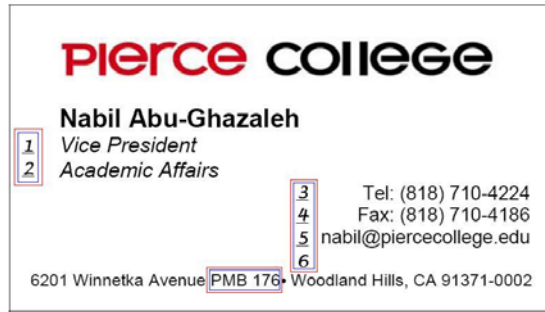 PIERCE COLLEGE
Nabil Abu-Ghazaleh
1 Vice President
2 Academic Affairs
3 Tel: (818) 710-4224
4 Fax: (818) 710-4186
5 nabil@piercecollege.edu
6
6201 Winnetka Avenue PMB 176• Woodland Hills, CA 91371-0002